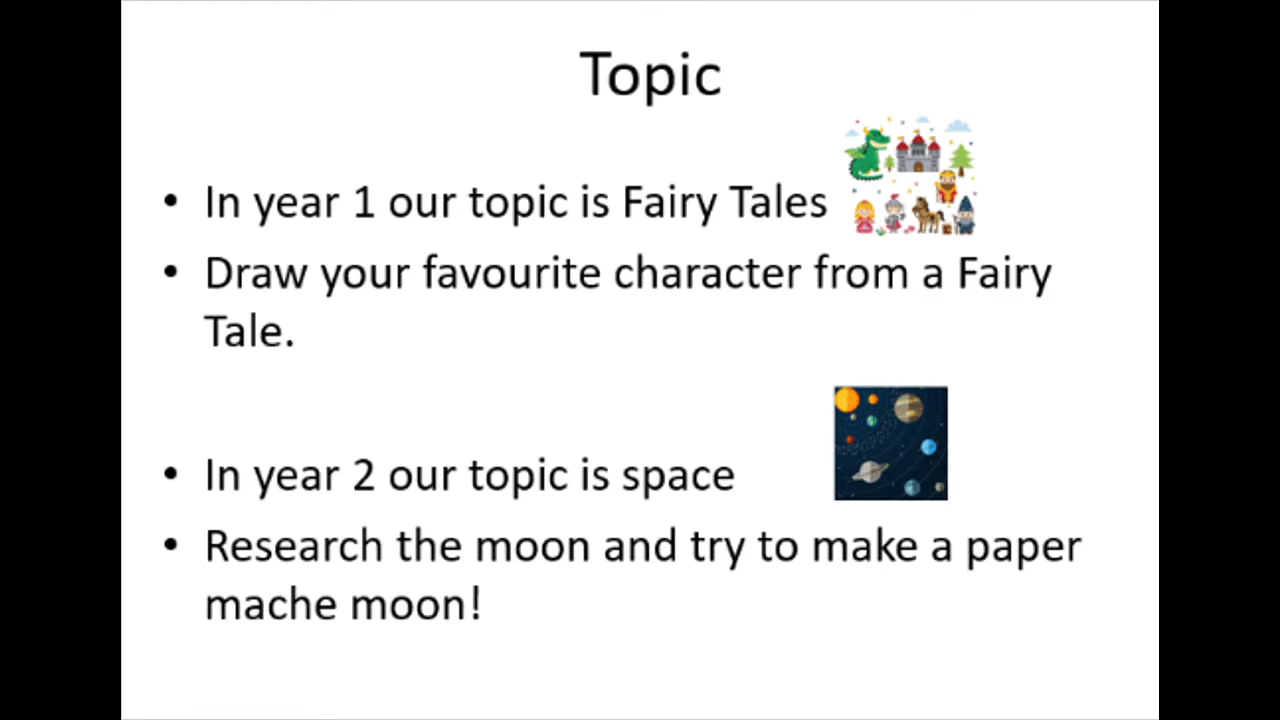 Topic
• In year 1 our topic is Fairy Tales
• Draw your favourite character from a Fairy
Tale.
• In year 2 our topic is space
• Research the moon and try to make a paper
mache moon!